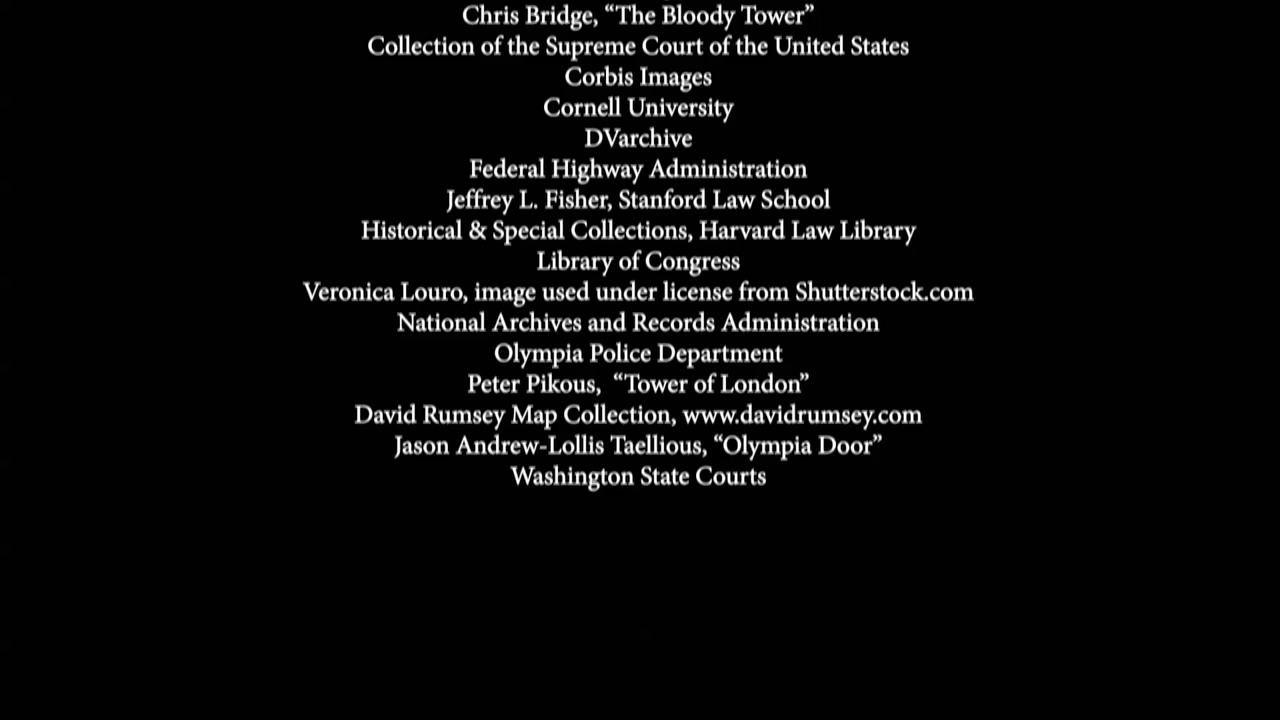 Chris Bridge, “The Bloody Tower”
Collection of the Supreme Court of the United States
Corbis Images
Cornell University
DVarchive
Federal Highway Administration
Jeffrey L. Fisher, Stanford Law School
Historical & Special Collections, Harvard Law Library
Library of Congress
Veronica Louro, image used under license from Shutterstock.com
National Archives and Records Administration
Olympia Police Department
Peter Pikous,  “Tower of London”
David Rumsey Map Collection, www.davidrumsey.com
Jason Andrew-Lollis Taellious, “Olympia Door”
Washington State Courts